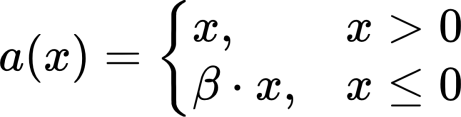 a(x) = { x, x > 0
β · x, x ≤ 0